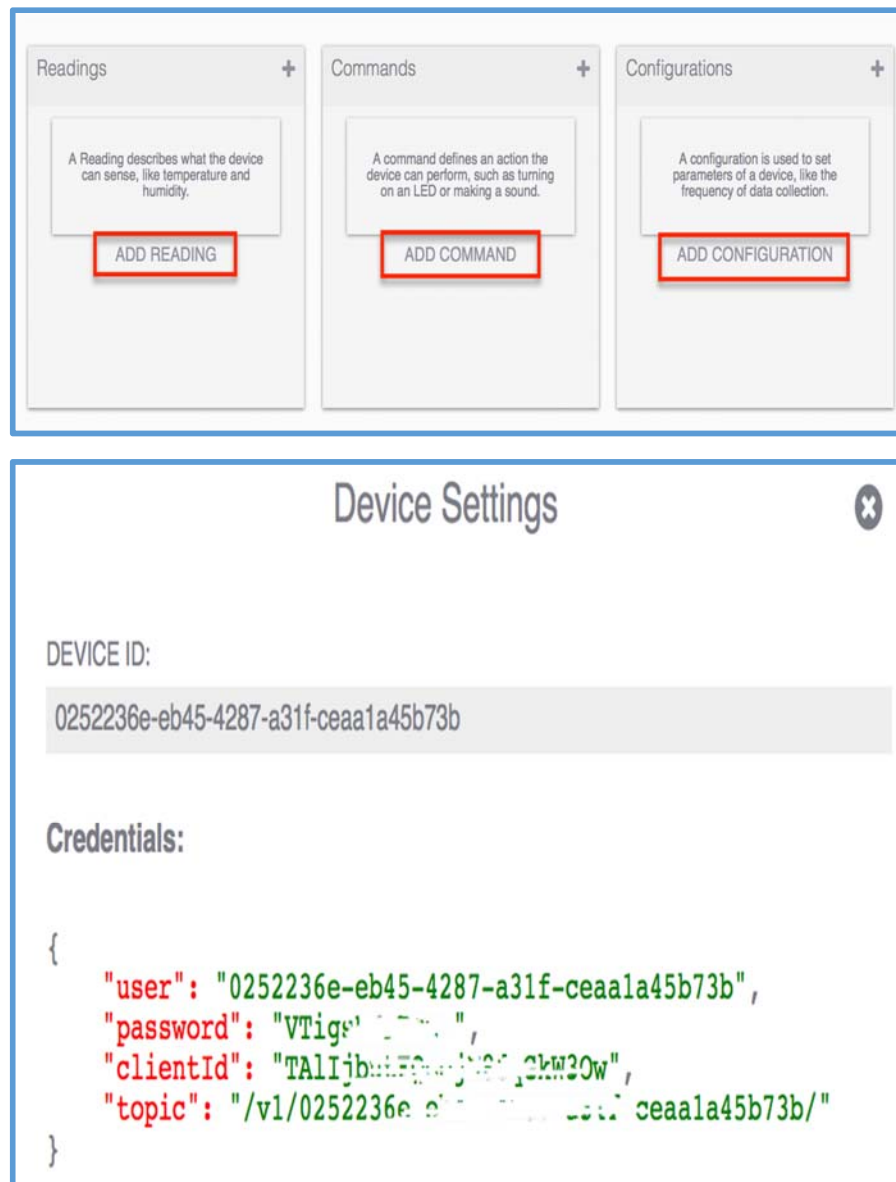 Readings +
Commands +
Configurations +
A Reading describes what the device
can sense, like temperature and
humidity.
A command defines an action the
device can perform, such as turning
on an LED or making a sound.
A configuration is used to set
parameters of a device, like the
frequency of data collection.
ADD READING
ADD COMMAND
ADD CONFIGURATION
Device Settings
DEVICE ID:
0252236e-eb45-4287-a31f-ceaa1a45b73b
Credentials:
{
"user": "0252236e-eb45-4287-a31f-ceaa1a45b73b",
"password":
"clientId":
"topic":
}